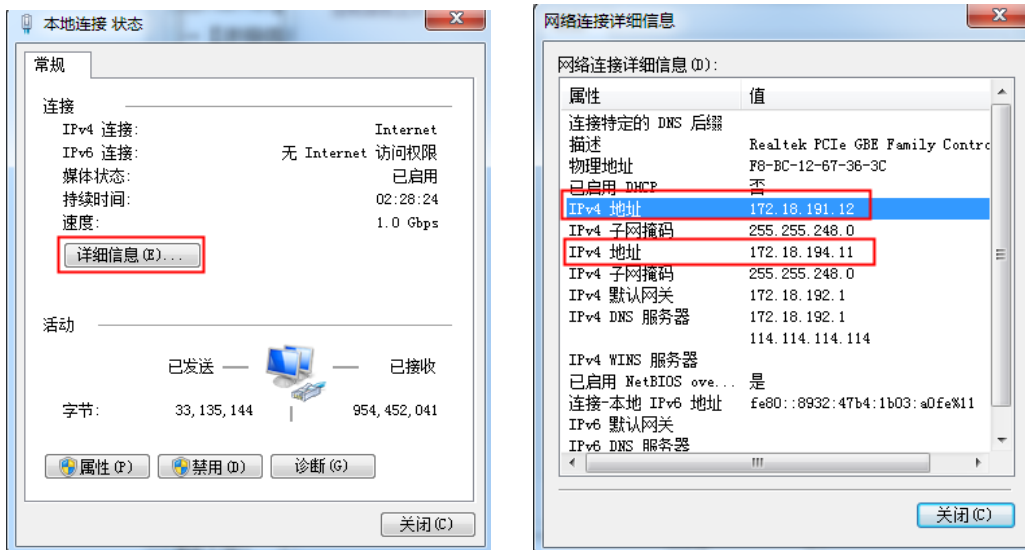 本地连接 状态
常规
连接
IPv4 连接: Internet
IPv6 连接: 无 Internet 访问权限
媒体状态: 已启用
持续时间: 02:28:24
速度: 1.0 Gbps
详细信息(E)...
活动
已发送 — — 已接收
字节: 33,135,144 | 954,452,041
属性(P) 禁用(D) 诊断(G)
关闭(C)
网络连接详细信息
网络连接详细信息(D):
属性 值
连接特定的 DNS 后缀
描述 Realtek PCIe GBE Family Contro
物理地址 F8-BC-12-67-36-3C
已启用 DHCP 否
IPv4 地址 172.18.191.12
IPv4 子网掩码 255.255.248.0
IPv4 地址 172.18.194.11
IPv4 子网掩码 255.255.248.0
IPv4 默认网关 172.18.192.1
IPv4 DNS 服务器 172.18.192.1
114.114.114.114
IPv4 WINS 服务器
已启用 NetBIOS ove... 是
连接-本地 IPv6 地址 fe80::8932:47b4:1b03:a0fe%11
IPv6 默认网关
IPv6 DNS 服务器
关闭(C)